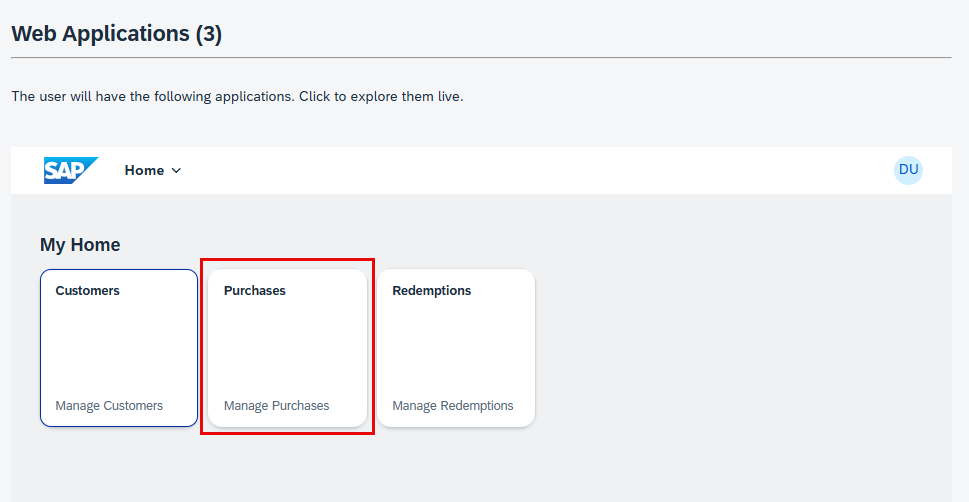 Web Applications (3)
The user will have the following applications. Click to explore them live.
SAP Home DU
My Home
Customers Purchases Redemptions
Manage Customers Manage Purchases Manage Redemptions